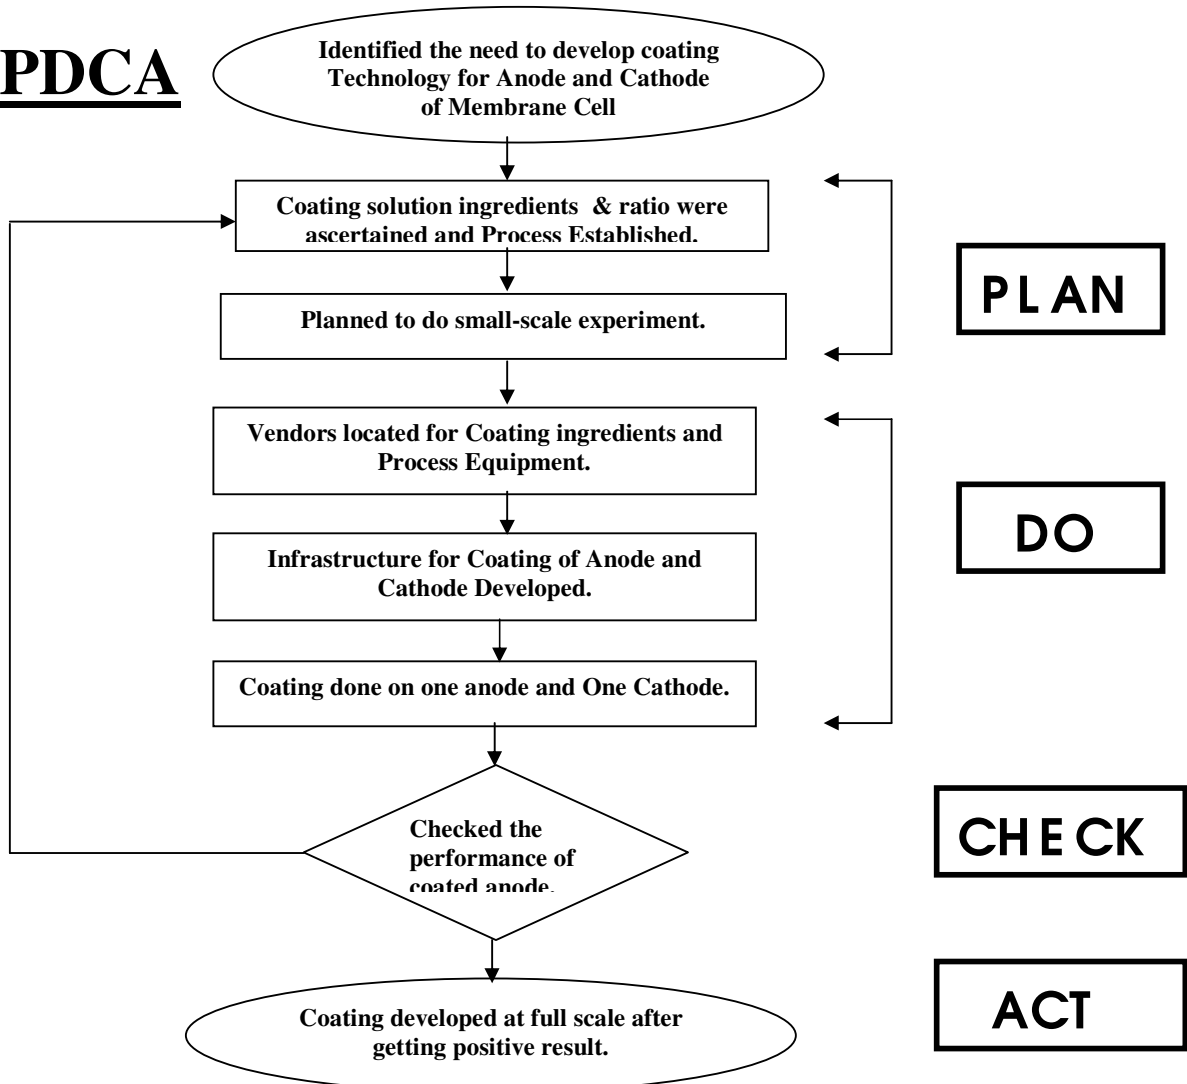 PDCA
Identified the need to develop coating
Technology for Anode and Cathode
of Membrane Cell
Coating solution ingredients & ratio were
ascertained and Process Established.
PLAN
Planned to do small-scale experiment.
Vendors located for Coating ingredients and
Process Equipment.
DO
Infrastructure for Coating of Anode and
Cathode Developed.
Coating done on one anode and One Cathode.
Checked the
performance of
coated anode.
CHECK
ACT
Coating developed at full scale after
getting positive result.